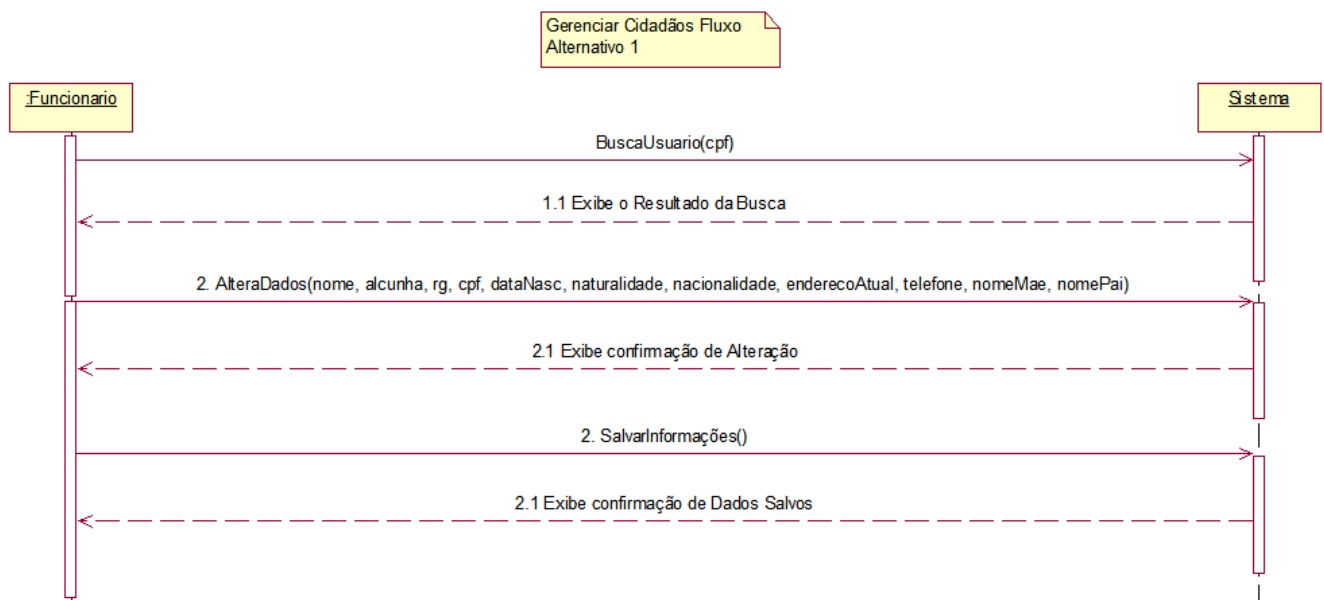 Gerenciar Cidadãos Fluxo
Alternativo 1
:Funcionario
Sistema
BuscaUsuario(cpf)
1.1 Exibe o Resultado da Busca
2. AlteraDados(nome, alcunha, rg, cpf, dataNasc, naturalidade, nacionalidade, enderecoAtual, telefone, nomeMae, nomePai)
2.1 Exibe confirmação de Alteração
2. SalvarInformações()
2.1 Exibe confirmação de Dados Salvos